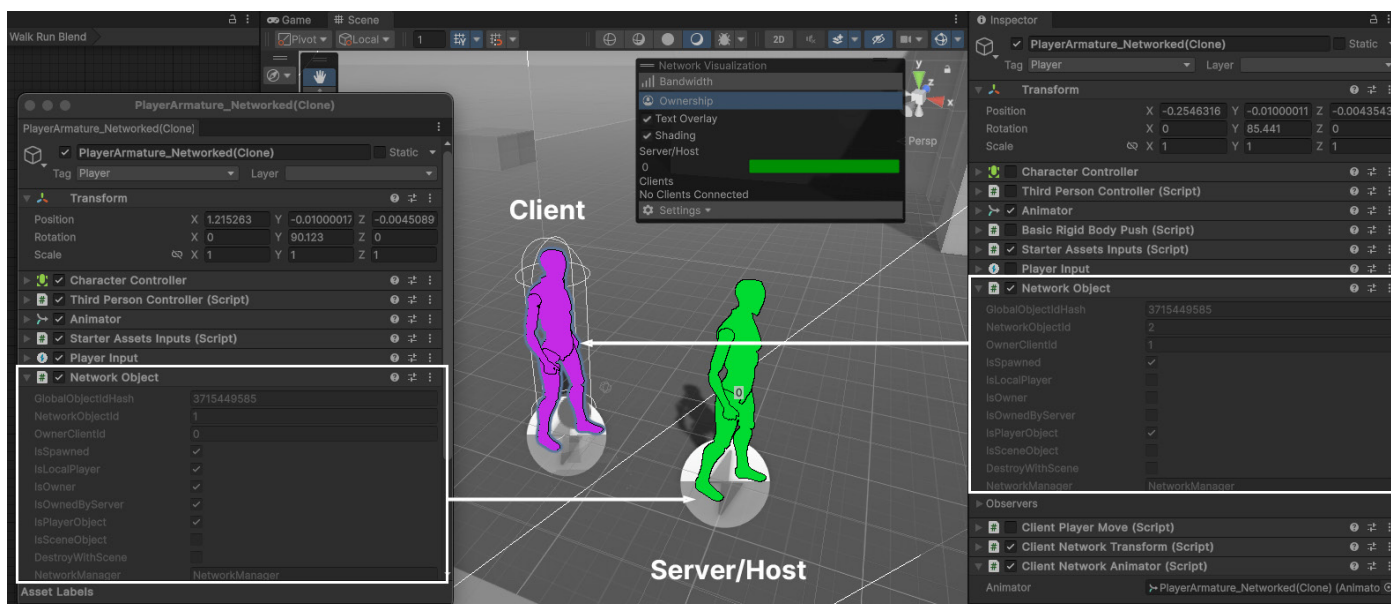 Walk Run Blend
Game
Scene
Pivot
Local
1
2D
PlayerArmature_Networked(Clone)
PlayerArmature_Networked(Clone)
PlayerArmature_Networked(Clone)
Static
Tag Player
Layer
Transform
Position X 1.215263 Y -0.01000017 Z -0.0045089
Rotation X 0 Y 90.123 Z 0
Scale X 1 Y 1 Z 1
Character Controller
Third Person Controller (Script)
Animator
Starter Assets Inputs (Script)
Player Input
Network Object
GlobalObjectIdHash 3715449585
NetworkObjectId 1
OwnerClientId 0
IsSpawned
IsLocalPlayer
IsOwner
IsOwnedByServer
IsPlayerObject
IsSceneObject
DestroyWithScene
NetworkManager NetworkManager
Asset Labels
Network Visualization
Bandwidth
Ownership
Text Overlay
Shading
Server/Host
0
Clients
No Clients Connected
Settings
y
z
x
Persp
Client
0
Server/Host
Inspector
PlayerArmature_Networked(Clone)
Static
Tag Player
Layer
Transform
Position X -0.2546316 Y -0.01000011 Z -0.0043543
Rotation X 0 Y 85.441 Z 0
Scale X 1 Y 1 Z 1
Character Controller
Third Person Controller (Script)
Animator
Basic Rigid Body Push (Script)
Starter Assets Inputs (Script)
Player Input
Network Object
GlobalObjectIdHash 3715449585
NetworkObjectId 2
OwnerClientId 1
IsSpawned
IsLocalPlayer
IsOwner
IsOwnedByServer
IsPlayerObject
IsSceneObject
DestroyWithScene
NetworkManager NetworkManager
Observers
Client Player Move (Script)
Client Network Transform (Script)
Client Network Animator (Script)
Animator PlayerArmature_Networked(Clone) (Animato